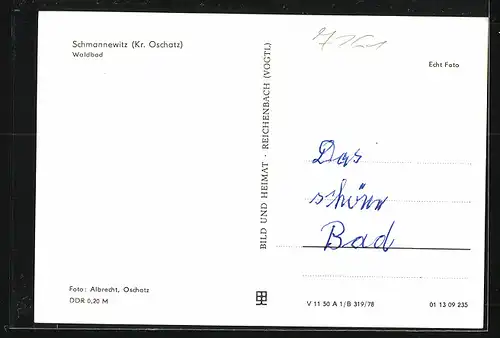 Schmannewitz (Kr. Oschatz)
Waldbad
Foto: Albrecht, Oschatz
DDR 0,20 M
BILD UND HEIMAT · REICHENBACH (VOGTL)
Echt Foto
Das
schöne
Bad
V 11 50 A 1/B 319/78
01 13 09 235